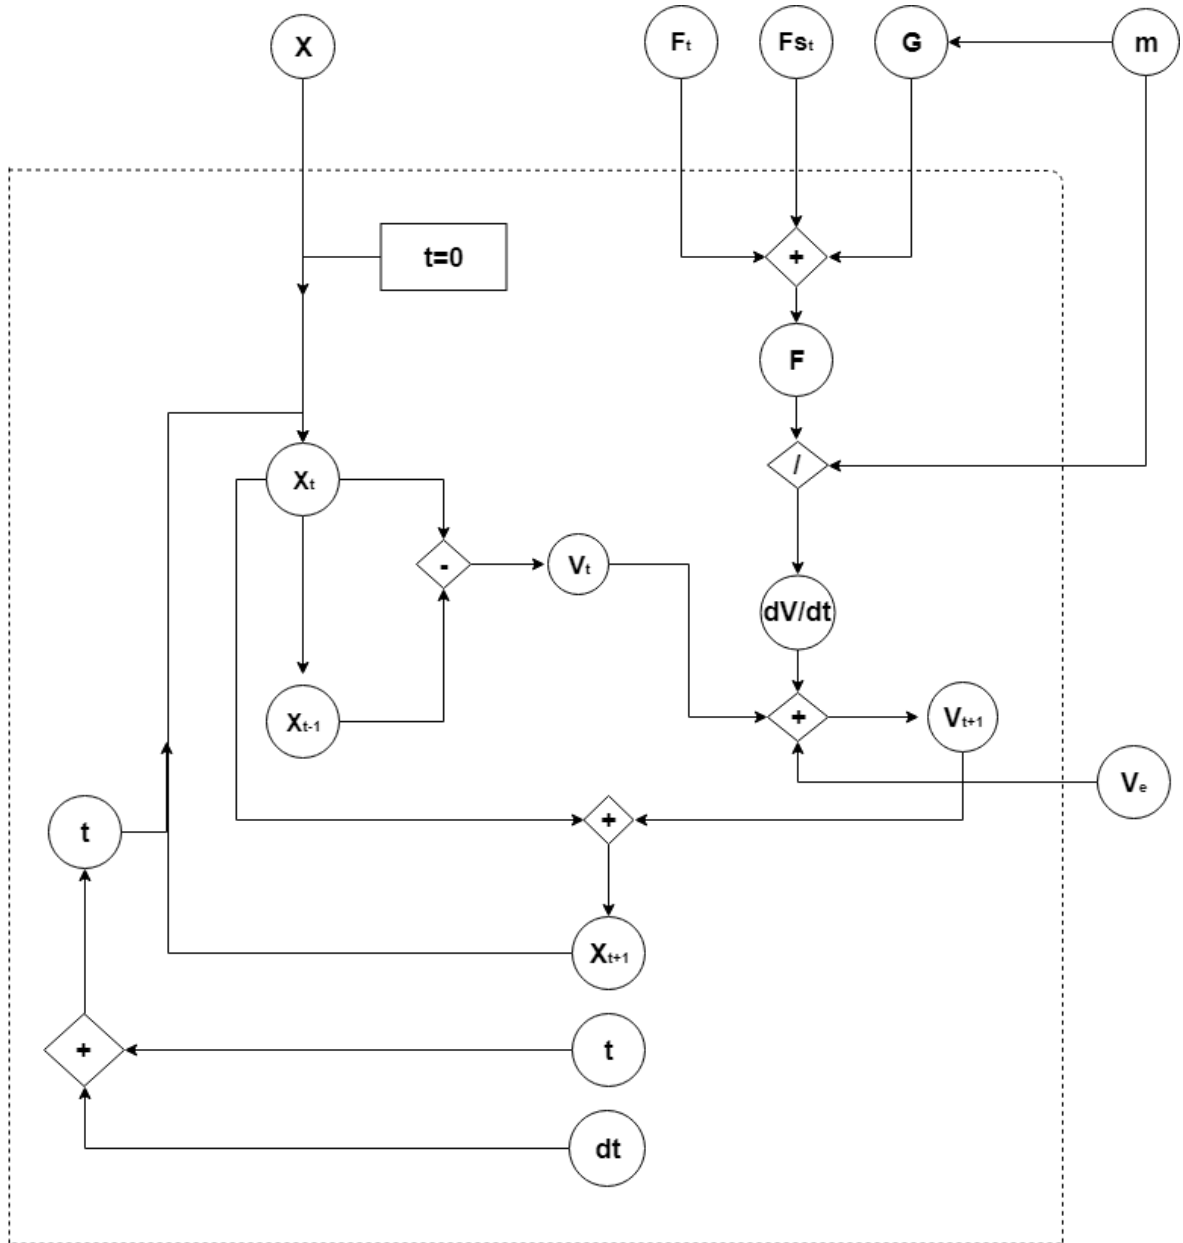 X
Ft
Fst
G
m
t=0
+
F
/
Xt
-
Vt
dV/dt
Xt-1
+
Vt+1
Ve
+
t
Xt+1
+
t
dt